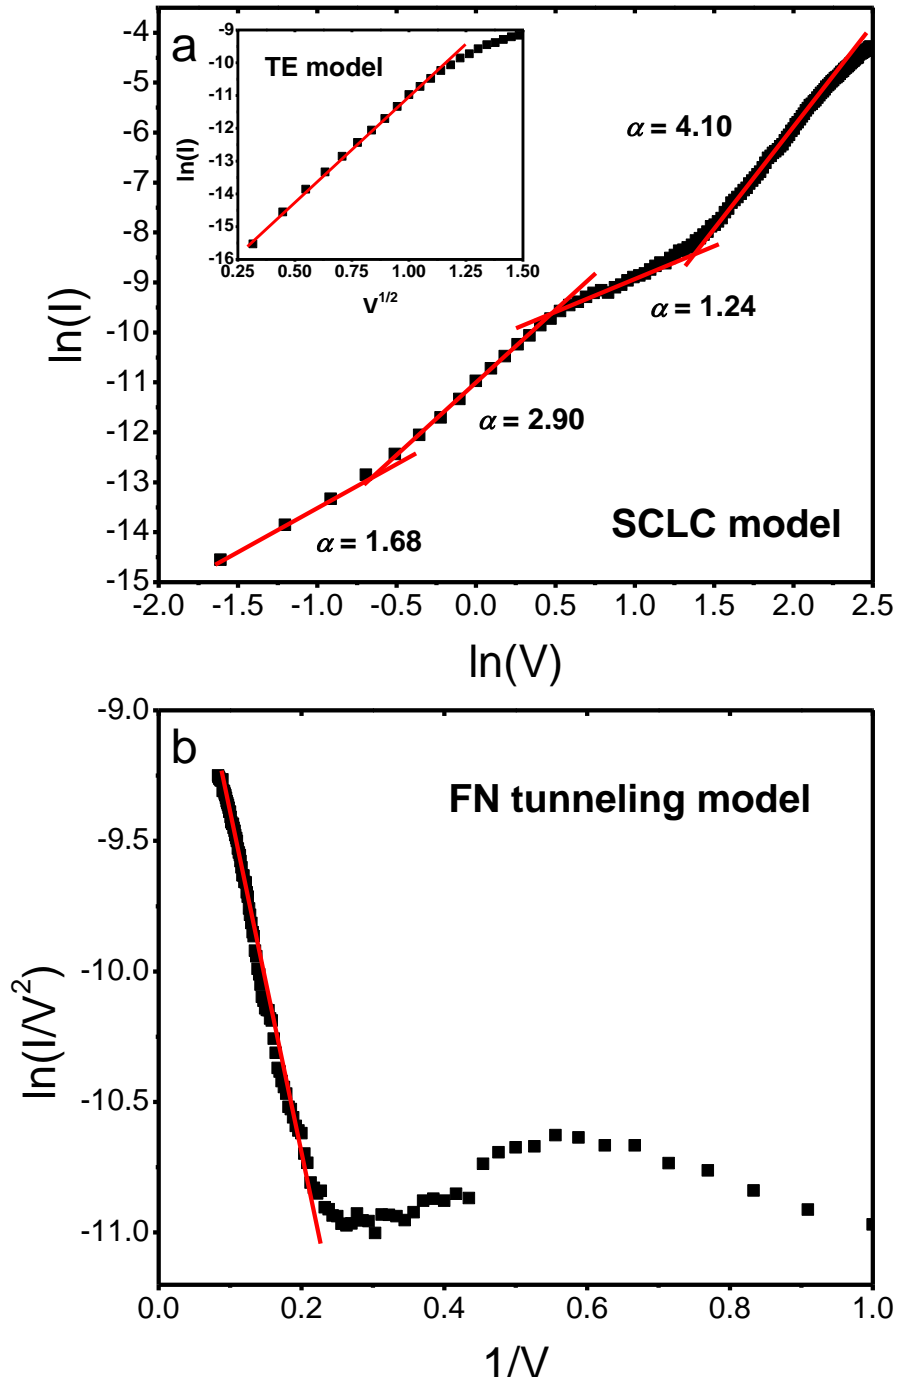 a
TE model
ln(I)
-9
-10
-11
-12
-13
-14
-15
-16
0.25 0.50 0.75 1.00 1.25 1.50
V^1/2
ln(I)
-4
-5
-6
-7
-8
-9
-10
-11
-12
-13
-14
-15
α = 4.10
α = 1.24
α = 2.90
α = 1.68
SCLC model
-2.0 -1.5 -1.0 -0.5 0.0 0.5 1.0 1.5 2.0 2.5
ln(V)
b
FN tunneling model
ln(I/V²)
-9.0
-9.5
-10.0
-10.5
-11.0
0.0 0.2 0.4 0.6 0.8 1.0
1/V